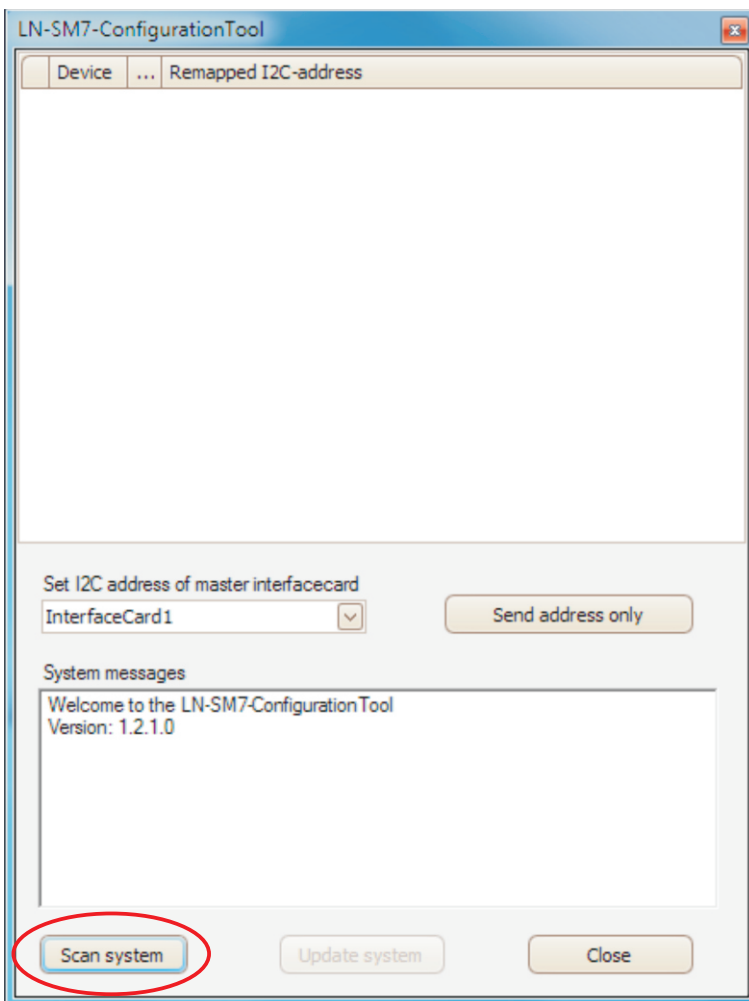 LN-SM7-ConfigurationTool
Device ... Remapped I2C-address
Set I2C address of master interfacecard
InterfaceCard1 Send address only
System messages
Welcome to the LN-SM7-ConfigurationTool
Version: 1.2.1.0
Scan system Update system Close